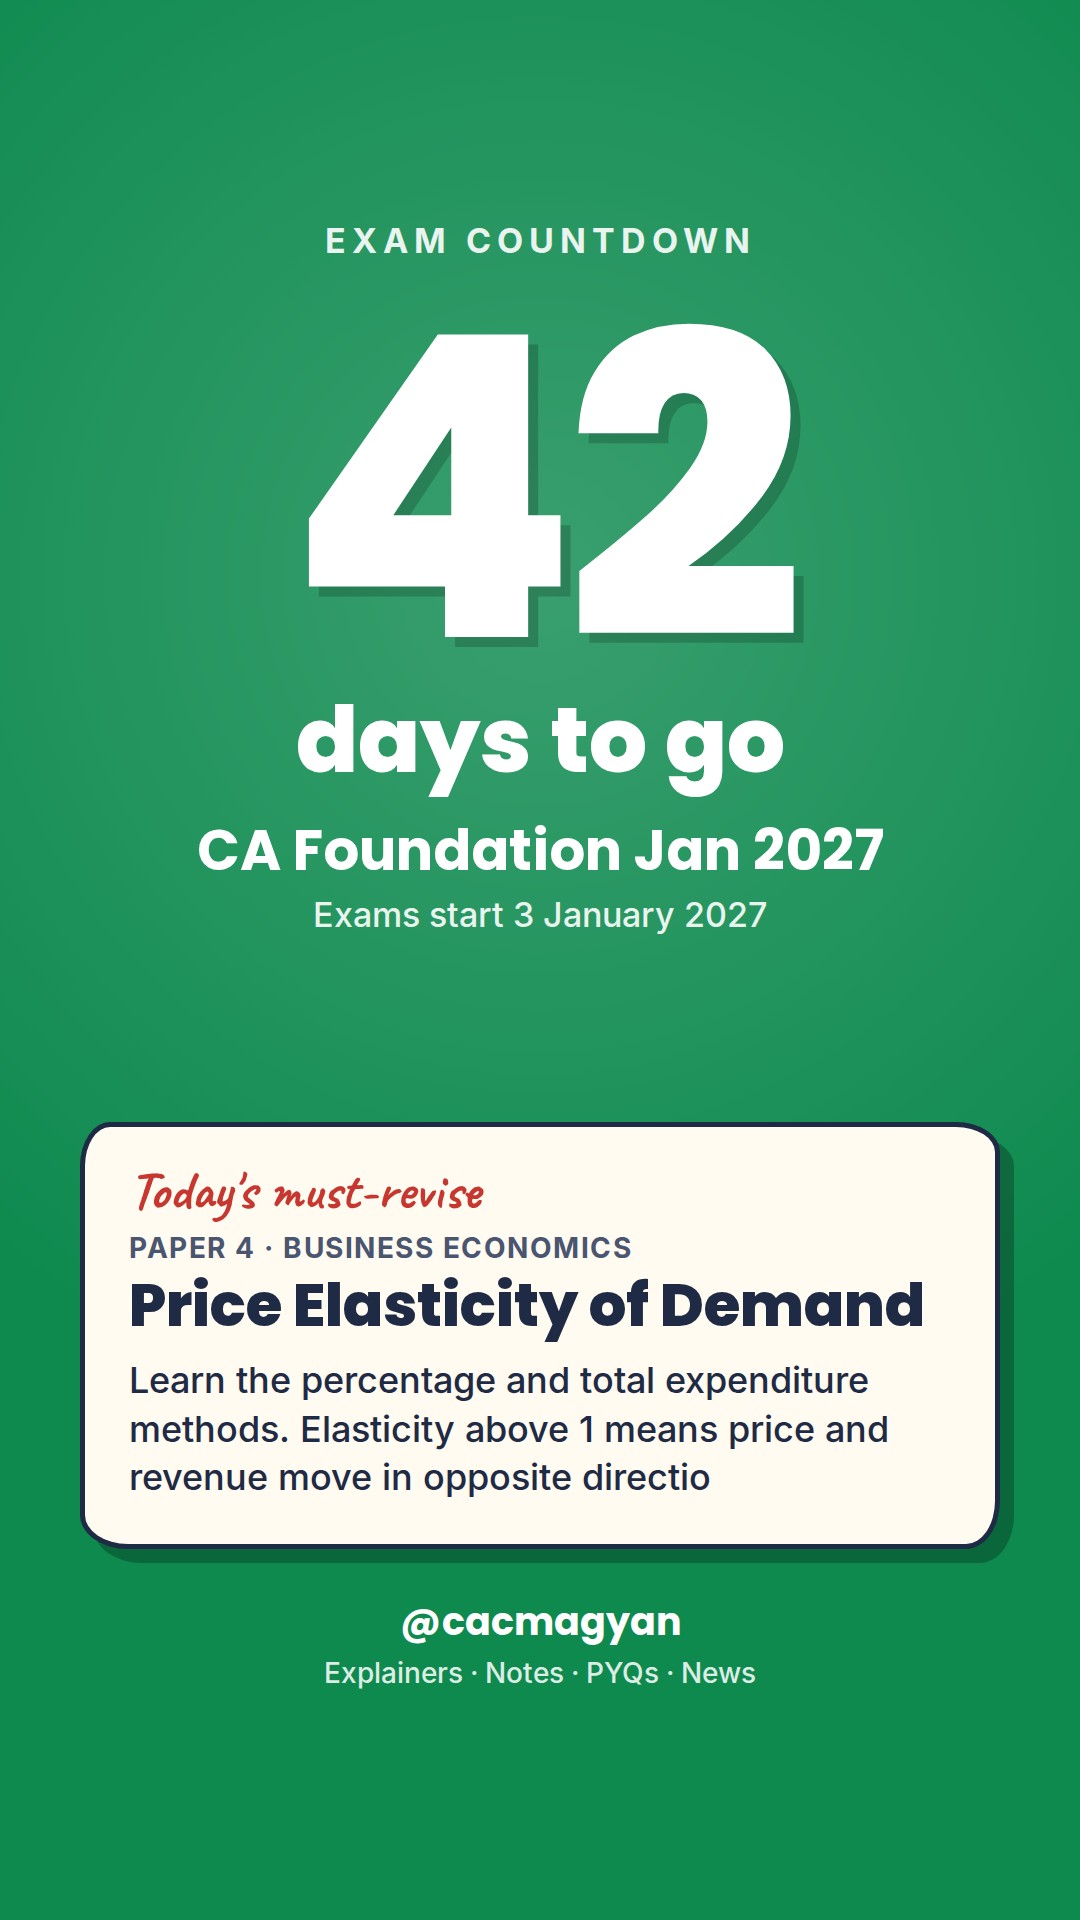 EXAM COUNTDOWN
42
days to go
CA Foundation Jan 2027
Exams start 3 January 2027
Today's must-revise
PAPER 4 · BUSINESS ECONOMICS
Price Elasticity of Demand
Learn the percentage and total expenditure
methods. Elasticity above 1 means price and
revenue move in opposite directio
@cacmagyan
Explainers · Notes · PYQs · News